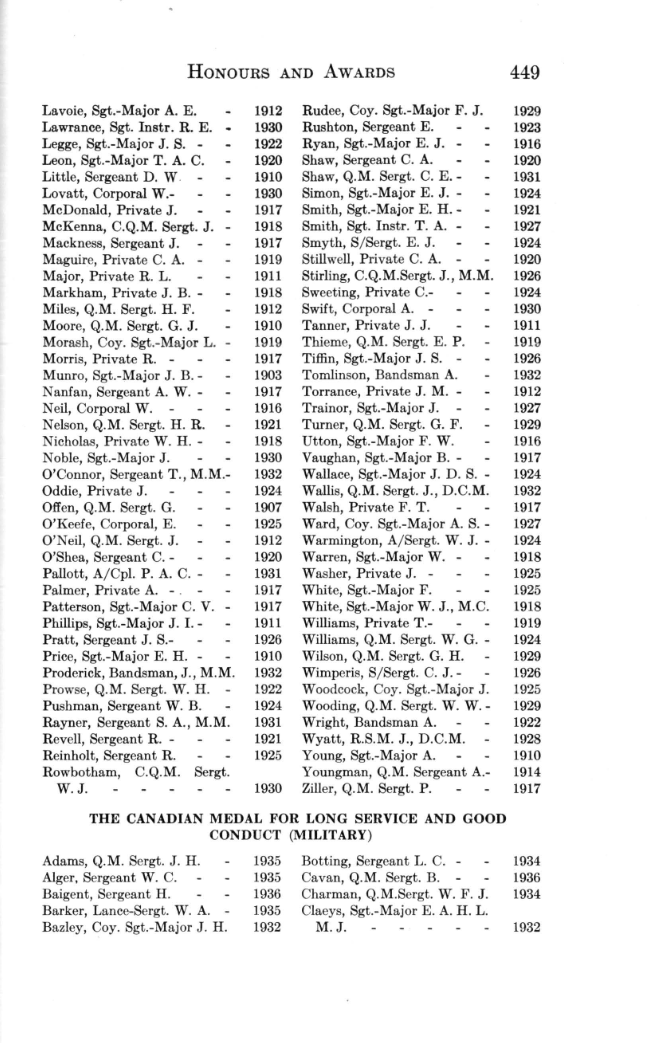 HONOURS AND AWARDS 449
Lavoie, Sgt.-Major A. E. - 1912
Lawrance, Sgt. Instr. R. E. - 1930
Legge, Sgt.-Major J. S. - - 1922
Leon, Sgt.-Major T. A. C. - 1920
Little, Sergeant D. W. - - 1910
Lovatt, Corporal W.- - - 1930
McDonald, Private J. - - 1917
McKenna, C.Q.M. Sergt. J. - 1918
Mackness, Sergeant J. - - 1917
Maguire, Private C. A. - - 1919
Major, Private R. L. - - 1911
Markham, Private J. B. - - 1918
Miles, Q.M. Sergt. H. F. - 1912
Moore, Q.M. Sergt. G. J. - 1910
Morash, Coy. Sgt.-Major L. - 1919
Morris, Private R. - - - 1917
Munro, Sgt.-Major J. B. - - 1903
Nanfan, Sergeant A. W. - - 1917
Neil, Corporal W. - - - 1916
Nelson, Q.M. Sergt. H. R. - 1921
Nicholas, Private W. H. - - 1918
Noble, Sgt.-Major J. - - 1930
O'Connor, Sergeant T., M.M.- 1932
Oddie, Private J. - - - 1924
Offen, Q.M. Sergt. G. - - 1907
O'Keefe, Corporal, E. - - 1925
O'Neil, Q.M. Sergt. J. - - 1912
O'Shea, Sergeant C. - - - 1920
Pallott, A/Cpl. P. A. C. - - 1931
Palmer, Private A. - - - 1917
Patterson, Sgt.-Major C. V. - 1917
Phillips, Sgt.-Major J. I. - - 1911
Pratt, Sergeant J. S.- - - 1926
Price, Sgt.-Major E. H. - - 1910
Proderick, Bandsman, J., M.M. 1932
Prowse, Q.M. Sergt. W. H. - 1922
Pushman, Sergeant W. B. - 1924
Rayner, Sergeant S. A., M.M. 1931
Revell, Sergeant R. - - - 1921
Reinholt, Sergeant R. - - 1925
Rowbotham, C.Q.M. Sergt.
W. J. - - - - - 1930
Rudee, Coy. Sgt.-Major F. J. 1929
Rushton, Sergeant E. - - 1923
Ryan, Sgt.-Major E. J. - - 1916
Shaw, Sergeant C. A. - - 1920
Shaw, Q.M. Sergt. C. E. - - 1931
Simon, Sgt.-Major E. J. - - 1924
Smith, Sgt.-Major E. H. - - 1921
Smith, Sgt. Instr. T. A. - - 1927
Smyth, S/Sergt. E. J. - - 1924
Stillwell, Private C. A. - - 1920
Stirling, C.Q.M.Sergt. J., M.M. 1926
Sweeting, Private C.- - - 1924
Swift, Corporal A. - - - 1930
Tanner, Private J. J. - - 1911
Thieme, Q.M. Sergt. E. P. - 1919
Tiffin, Sgt.-Major J. S. - - 1926
Tomlinson, Bandsman A. - 1932
Torrance, Private J. M. - - 1912
Trainor, Sgt.-Major J. - - 1927
Turner, Q.M. Sergt. G. F. - 1929
Utton, Sgt.-Major F. W. - 1916
Vaughan, Sgt.-Major B. - - 1917
Wallace, Sgt.-Major J. D. S. - 1924
Wallis, Q.M. Sergt. J., D.C.M. 1932
Walsh, Private F. T. - - 1917
Ward, Coy. Sgt.-Major A. S. - 1927
Warmington, A/Sergt. W. J. - 1924
Warren, Sgt.-Major W. - - 1918
Washer, Private J. - - - 1925
White, Sgt.-Major F. - - 1925
White, Sgt.-Major W. J., M.C. 1918
Williams, Private T.- - - 1919
Williams, Q.M. Sergt. W. G. - 1924
Wilson, Q.M. Sergt. G. H. - 1929
Wimperis, S/Sergt. C. J. - - 1926
Woodcock, Coy. Sgt.-Major J. 1925
Wooding, Q.M. Sergt. W. W. - 1929
Wright, Bandsman A. - - 1922
Wyatt, R.S.M. J., D.C.M. - 1928
Young, Sgt.-Major A. - - 1910
Youngman, Q.M. Sergeant A.- 1914
Ziller, Q.M. Sergt. P. - - 1917
THE CANADIAN MEDAL FOR LONG SERVICE AND GOOD
CONDUCT (MILITARY)
Adams, Q.M. Sergt. J. H. - 1935
Alger, Sergeant W. C. - 1935
Baigent, Sergeant H. - - 1936
Barker, Lance-Sergt. W. A. - 1935
Bazley, Coy. Sgt.-Major J. H. 1932
Botting, Sergeant L. C. - - 1934
Cavan, Q.M. Sergt. B. - - 1936
Charman, Q.M.Sergt. W. F. J. 1934
Claeys, Sgt.-Major E. A. H. L.
M. J. - - - - - 1932